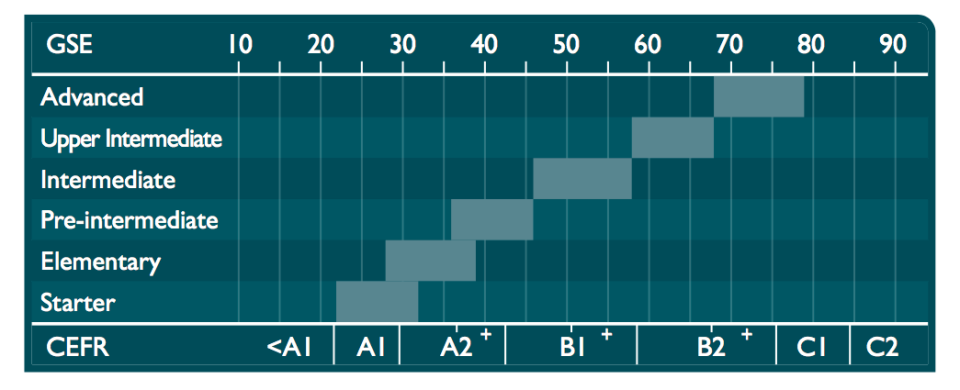 GSE 10 20 30 40 50 60 70 80 90
Advanced
Upper Intermediate
Intermediate
Pre-intermediate
Elementary
Starter
CEFR <A1 A1 A2 + B1 + B2 + C1 C2